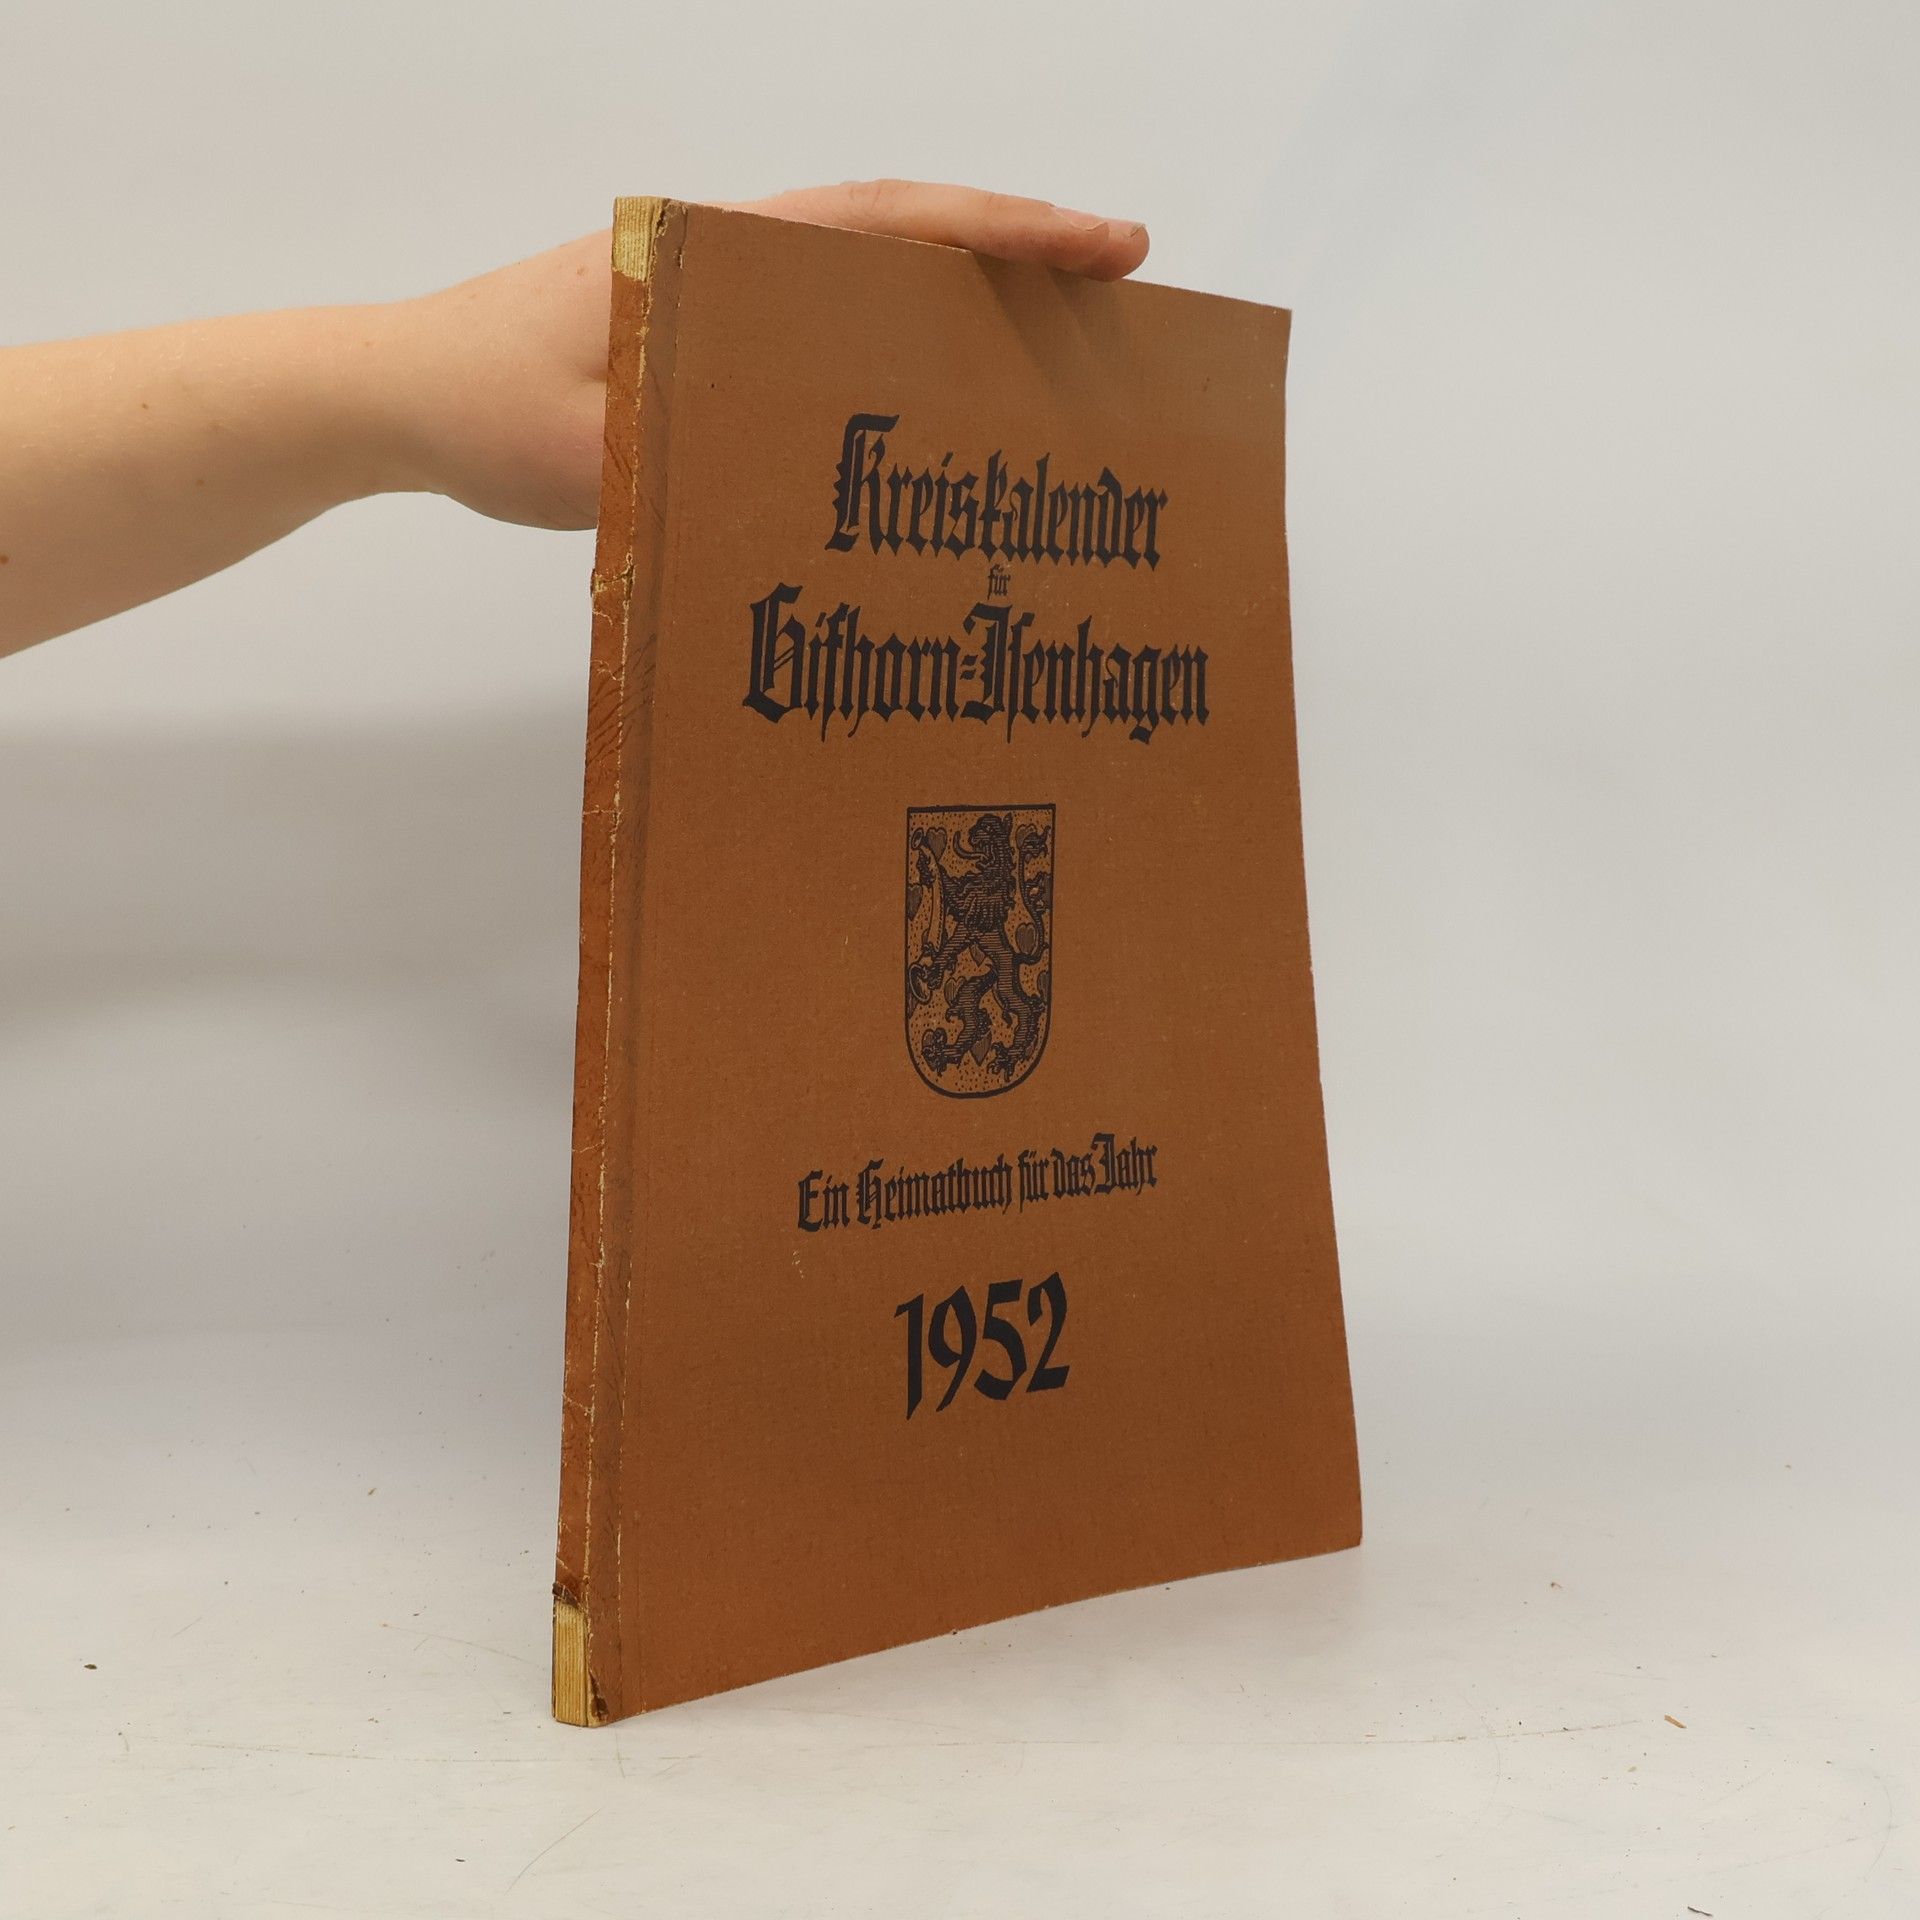 Kreiskalender
für
Gifhorn=Isenhagen
Ein Heimatbuch für das Jahr
1952